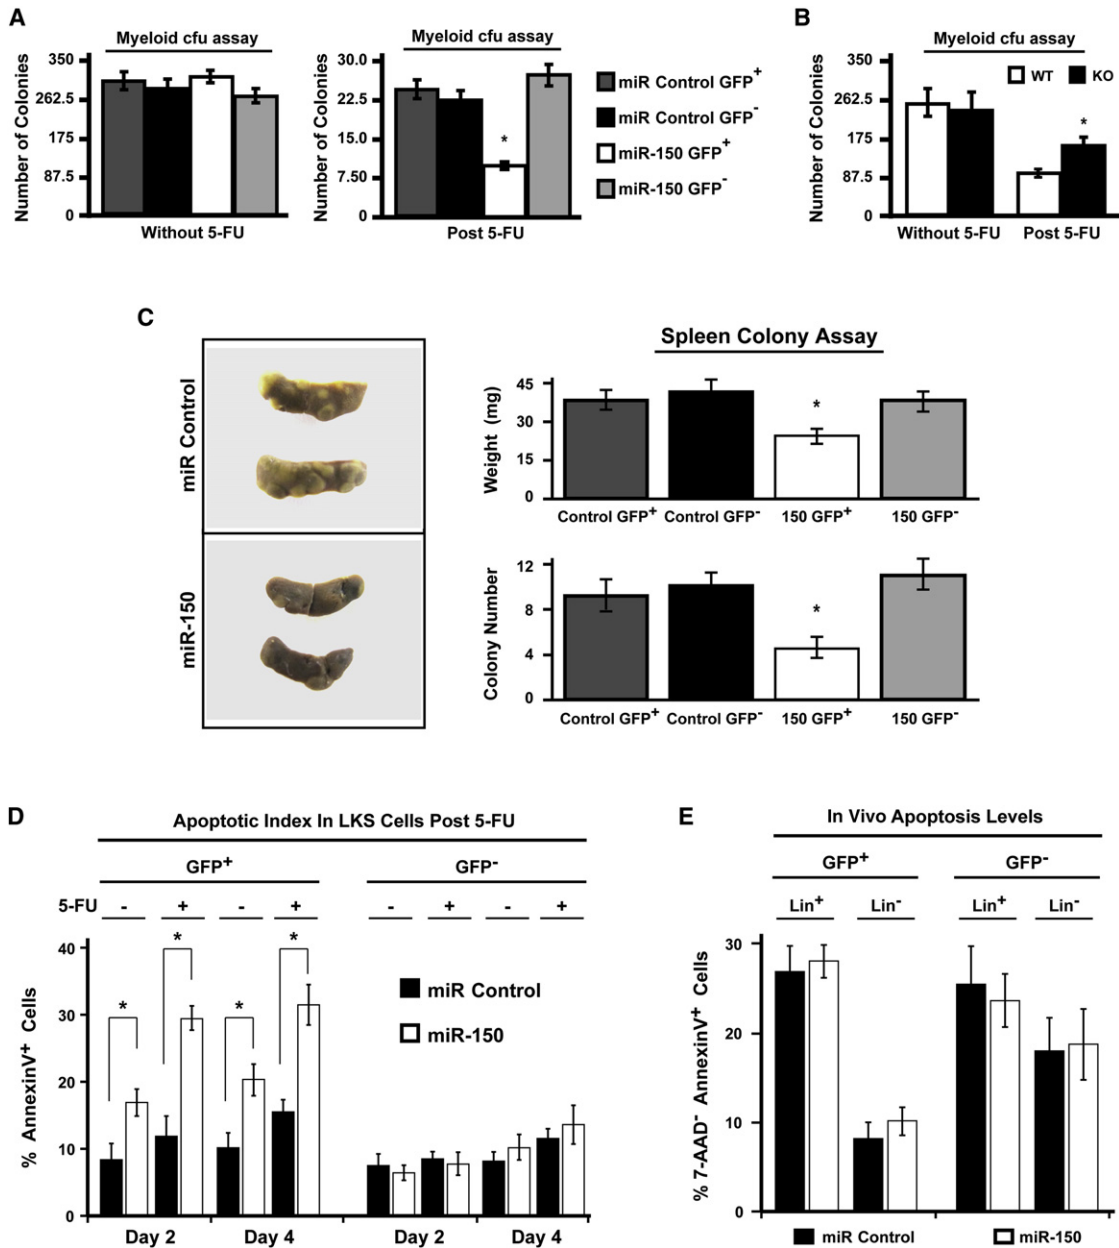 A
Myeloid cfu assay
Number of Colonies
350
262.5
175
87.5
0
Without 5-FU
Myeloid cfu assay
Number of Colonies
30.0
22.5
15.0
7.50
0
*
Post 5-FU
miR Control GFP+
miR Control GFP-
miR-150 GFP+
miR-150 GFP-
B
Myeloid cfu assay
WT KO
Number of Colonies
350
262.5
175
87.5
0
*
Without 5-FU Post 5-FU
C
miR Control
miR-150
Spleen Colony Assay
Weight (mg)
45
30
15
0
*
Control GFP+ Control GFP- 150 GFP+ 150 GFP-
Colony Number
12
8
4
0
*
Control GFP+ Control GFP- 150 GFP+ 150 GFP-
D
Apoptotic Index In LKS Cells Post 5-FU
GFP+ GFP-
5-FU - + - + - + - +
% AnnexinV+ Cells
40
30
20
10
0
* * * *
miR Control
miR-150
Day 2 Day 4 Day 2 Day 4
E
In Vivo Apoptosis Levels
GFP+ GFP-
Lin+ Lin- Lin+ Lin-
% 7-AAD- AnnexinV+ Cells
30
20
10
0
miR Control miR-150